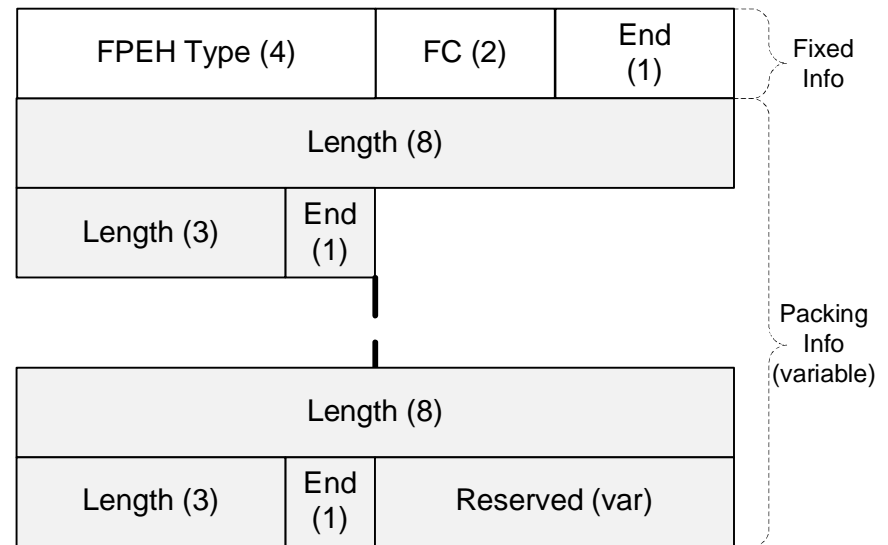 FPEH Type (4)
FC (2)
End
(1)
Fixed
Info
Length (8)
Length (3)
End
(1)
Packing
Info
(variable)
Length (8)
Length (3)
End
(1)
Reserved (var)